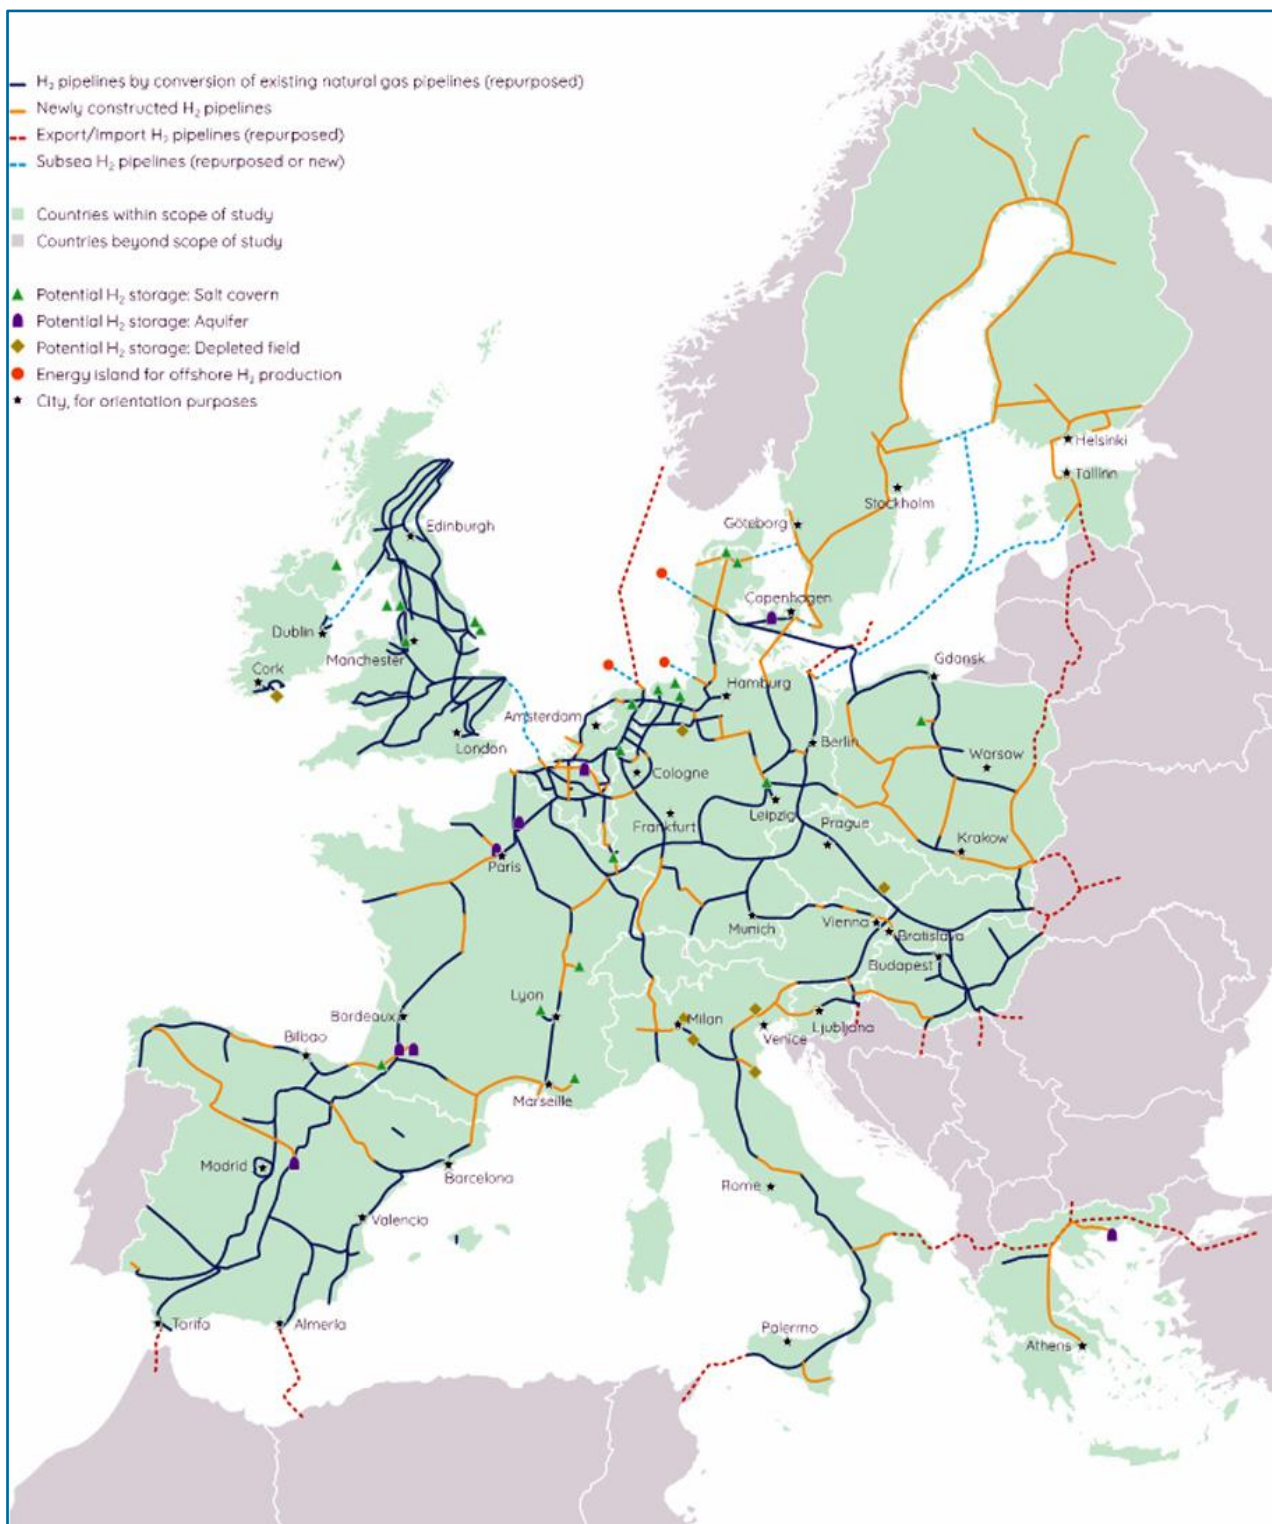 H₂ pipelines by conversion of existing natural gas pipelines (repurposed)
Newly constructed H₂ pipelines
Export/Import H₂ pipelines (repurposed)
Subsea H₂ pipelines (repurposed or new)
Countries within scope of study
Countries beyond scope of study
Potential H₂ storage: Salt cavern
Potential H₂ storage: Aquifer
Potential H₂ storage: Depleted field
Energy island for offshore H₂ production
City, for orientation purposes
Helsinki
Tallinn
Stockholm
Göteborg
Edinburgh
Copenhagen
Dublin
Manchester
Cork
Gdansk
Hamburg
Amsterdam
London
Berlin
Warsaw
Cologne
Leipzig
Frankfurt
Prague
Krakow
Paris
Munich
Vienna
Bratislava
Budapest
Lyon
Bordeaux
Milan
Venice
Ljubljana
Bilbao
Marseille
Madrid
Barcelona
Rome
Valencia
Tarifa
Almería
Palermo
Athens